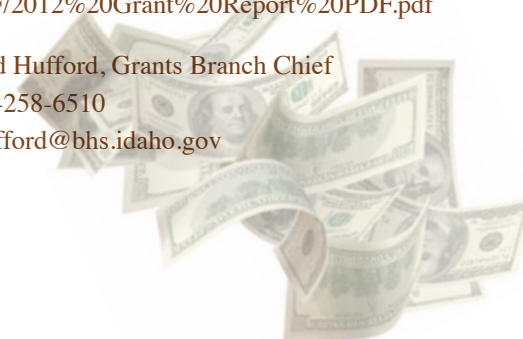 /2012%20Grant%20Report%20PDF.pdf
d Hufford, Grants Branch Chief
-258-6510
fford@bhs.idaho.gov